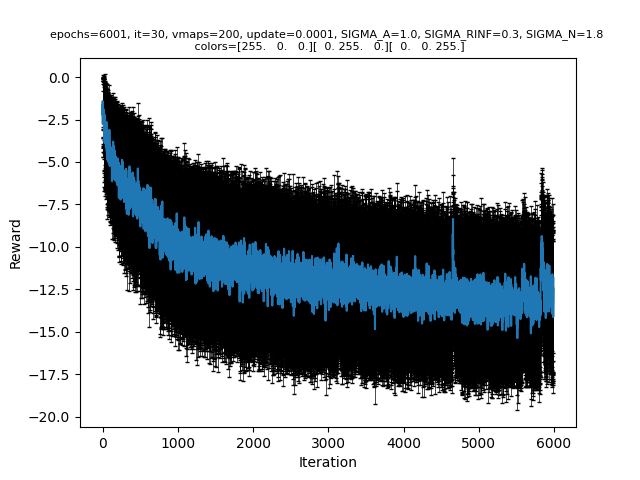 epochs=6001, it=30, vmaps=200, update=0.0001, SIGMA_A=1.0, SIGMA_RINF=0.3, SIGMA_N=1.8
colors=[255.   0.   0.][  0. 255.   0.][  0.   0. 255.]
0.0
−2.5
−5.0
−7.5
−10.0
−12.5
−15.0
−17.5
−20.0
Reward
0 1000 2000 3000 4000 5000 6000
Iteration